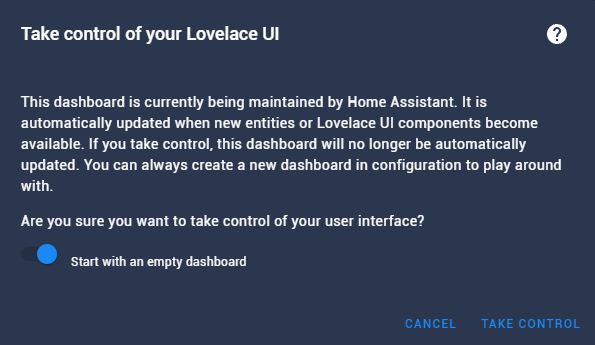 Take control of your Lovelace UI
?
This dashboard is currently being maintained by Home Assistant. It is
automatically updated when new entities or Lovelace UI components become
available. If you take control, this dashboard will no longer be automatically
updated. You can always create a new dashboard in configuration to play around
with.
Are you sure you want to take control of your user interface?
Start with an empty dashboard
CANCEL TAKE CONTROL